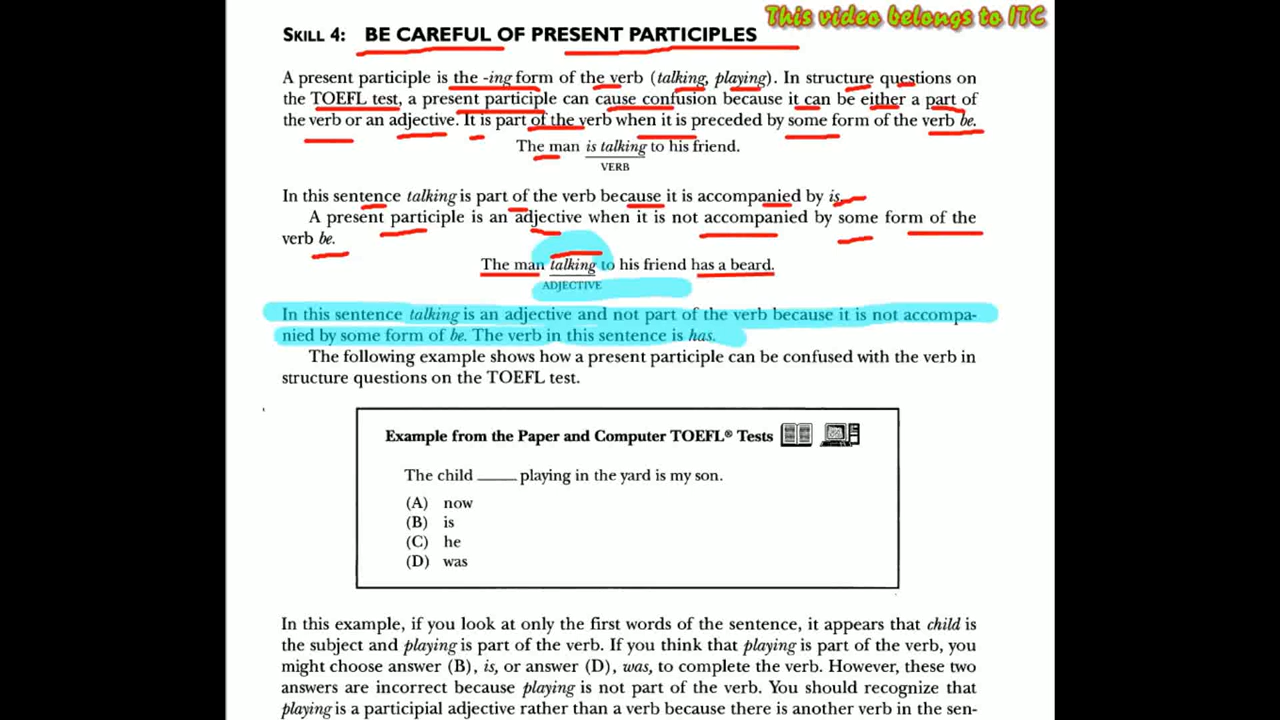 This video belongs to ITC
SKILL 4: BE CAREFUL OF PRESENT PARTICIPLES
A present participle is the -ing form of the verb (talking, playing). In structure questions on
the TOEFL test, a present participle can cause confusion because it can be either a part of
the verb or an adjective. It is part of the verb when it is preceded by some form of the verb be.
The man is talking to his friend.
VERB
In this sentence talking is part of the verb because it is accompanied by is.
A present participle is an adjective when it is not accompanied by some form of the
verb be.
The man talking to his friend has a beard.
ADJECTIVE
In this sentence talking is an adjective and not part of the verb because it is not accompa-
nied by some form of be. The verb in this sentence is has.
The following example shows how a present participle can be confused with the verb in
structure questions on the TOEFL test.
Example from the Paper and Computer TOEFL® Tests
The child ____ playing in the yard is my son.
(A) now
(B) is
(C) he
(D) was
In this example, if you look at only the first words of the sentence, it appears that child is
the subject and playing is part of the verb. If you think that playing is part of the verb, you
might choose answer (B), is, or answer (D), was, to complete the verb. However, these two
answers are incorrect because playing is not part of the verb. You should recognize that
playing is a participial adjective rather than a verb because there is another verb in the sen-